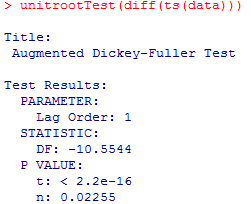 > unitrootTest(diff(ts(data)))
Title:
Augmented Dickey-Fuller Test
Test Results:
PARAMETER:
Lag Order: 1
STATISTIC:
DF: -10.5544
P VALUE:
t: < 2.2e-16
n: 0.02255